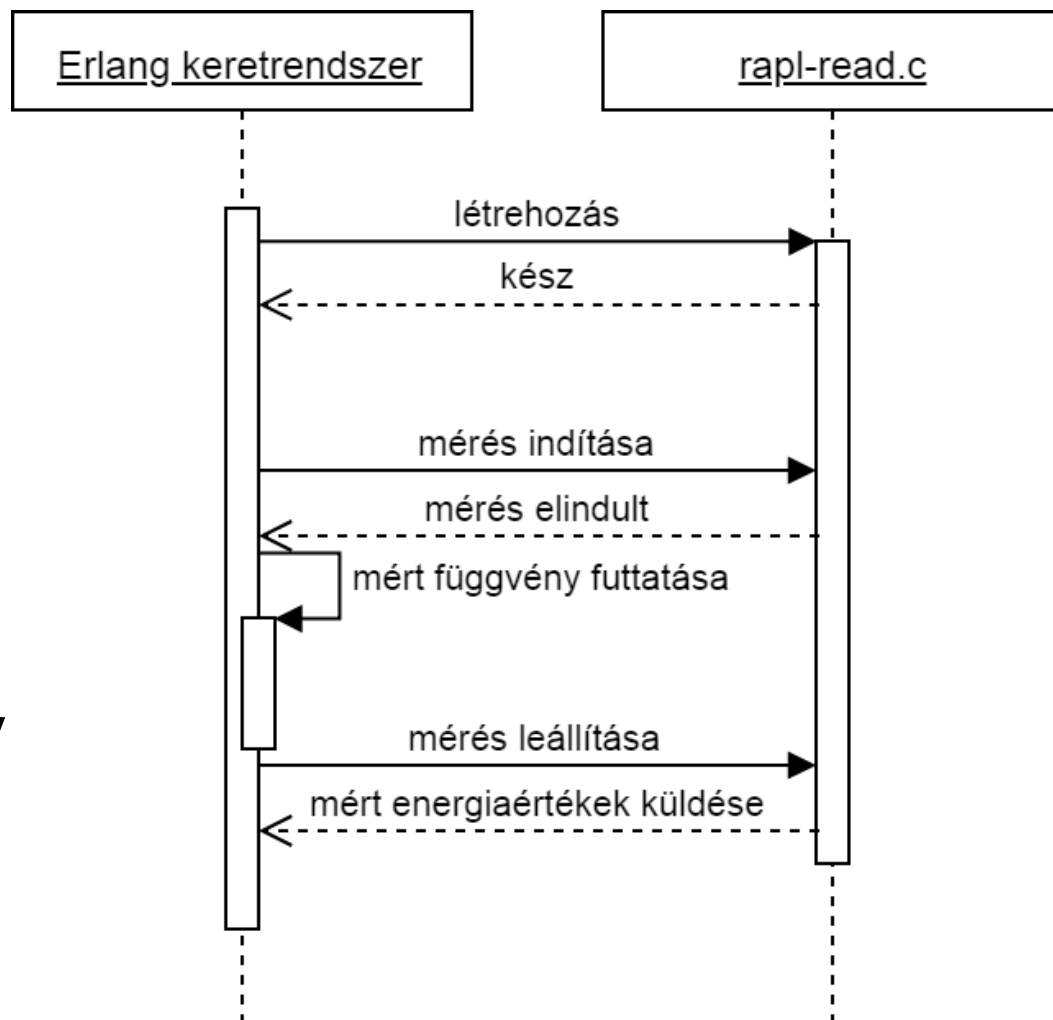 Erlang keretrendszer
rapl-read.c
létrehozás
kész
mérés indítása
mérés elindult
mért függvény futtatása
mérés leállítása
mért energiaértékek küldése